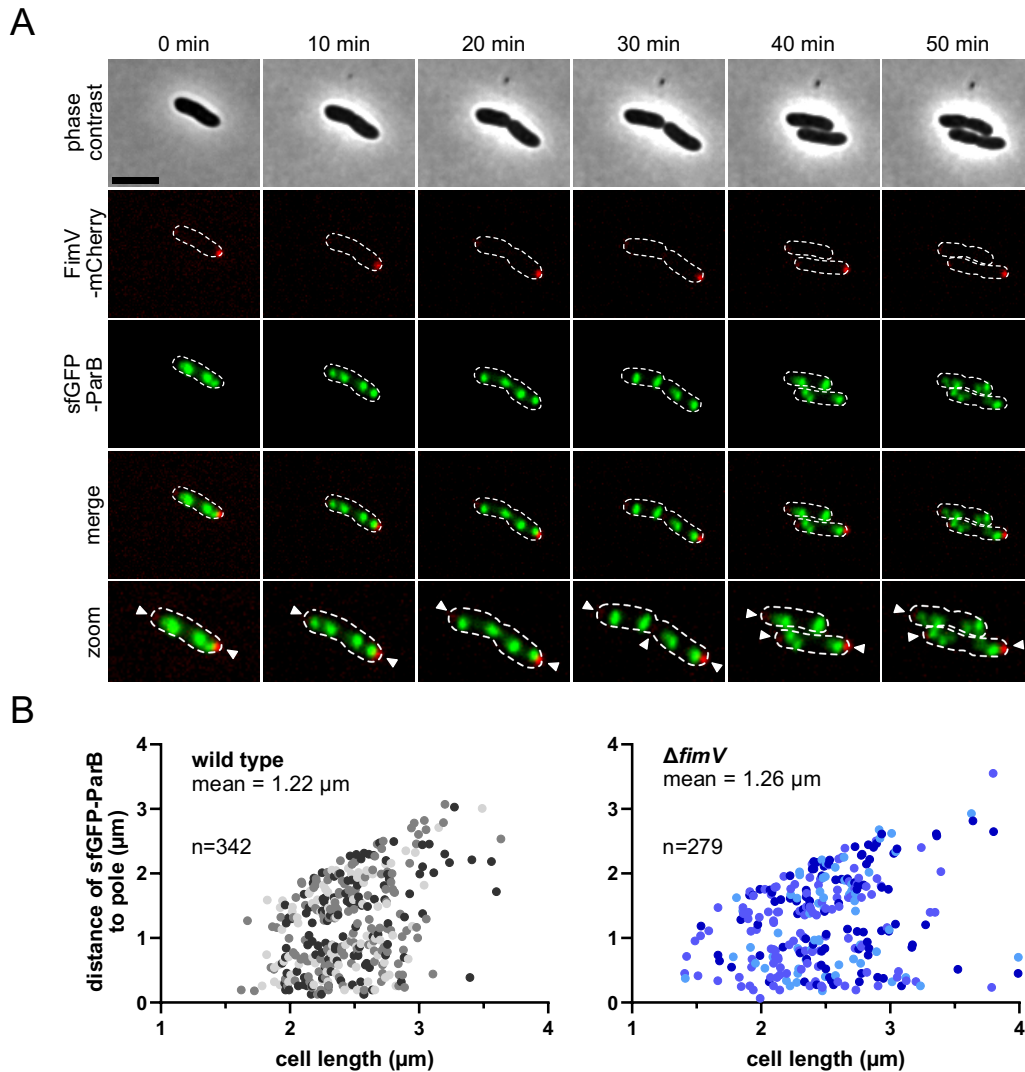 A
0 min 10 min 20 min 30 min 40 min 50 min
phase
contrast
FimV
-mCherry
sfGFP
-ParB
merge
zoom
B
distance of sfGFP-ParB
to pole (µm)
4
3
2
1
0
wild type
mean = 1.22 µm
n=342
1 2 3 4
cell length (µm)
4
3
2
1
0
ΔfimV
mean = 1.26 µm
n=279
1 2 3 4
cell length (µm)